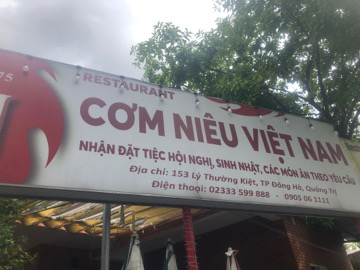 75
RESTAURANT
CƠM NIÊU VIỆT NAM
NHẬN ĐẶT TIỆC HỘI NGHỊ, SINH NHẬT, CÁC MÓN ĂN THEO YÊU CẦU
Địa chỉ: 153 Lý Thường Kiệt, TP Đông Hà, Quảng Trị
Điện thoại: 02333 599 888 - 0905 06 1111